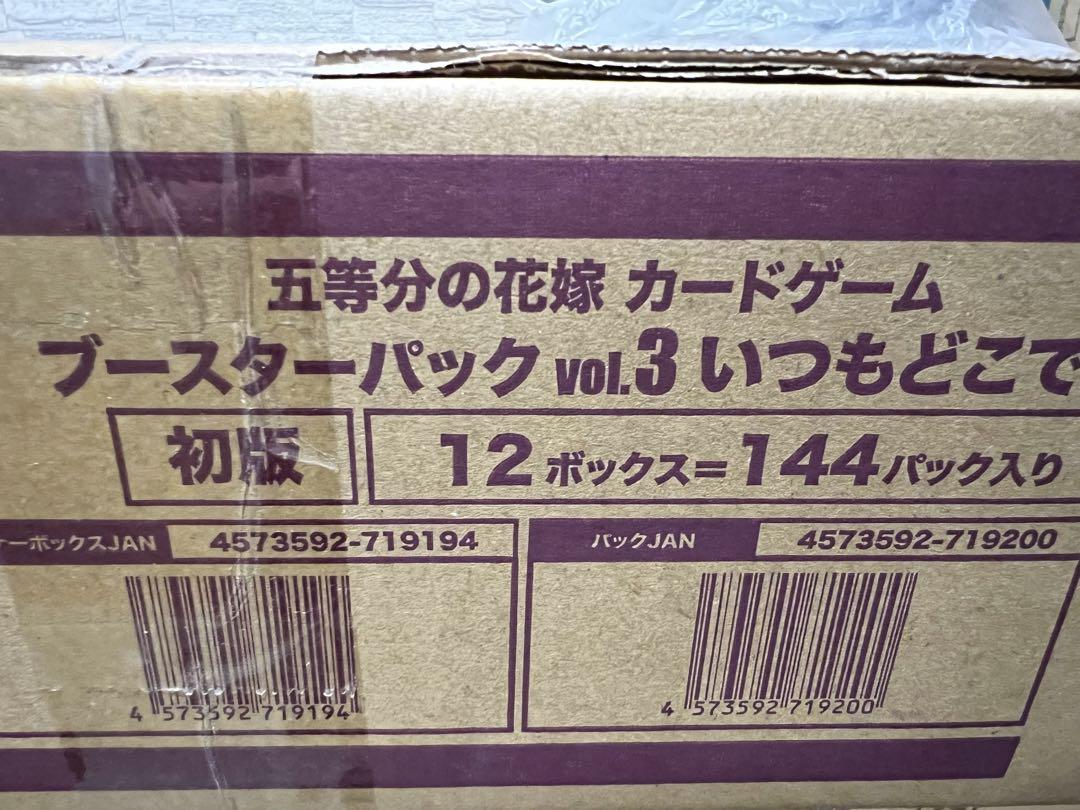 五等分の花嫁 カードゲーム
ブースターパック vol.3 いつもどこで
初版
12ボックス=144パック入り
ーボックスJAN 4573592-719194
パックJAN 4573592-719200
4 573592 719194
4 573592 719200